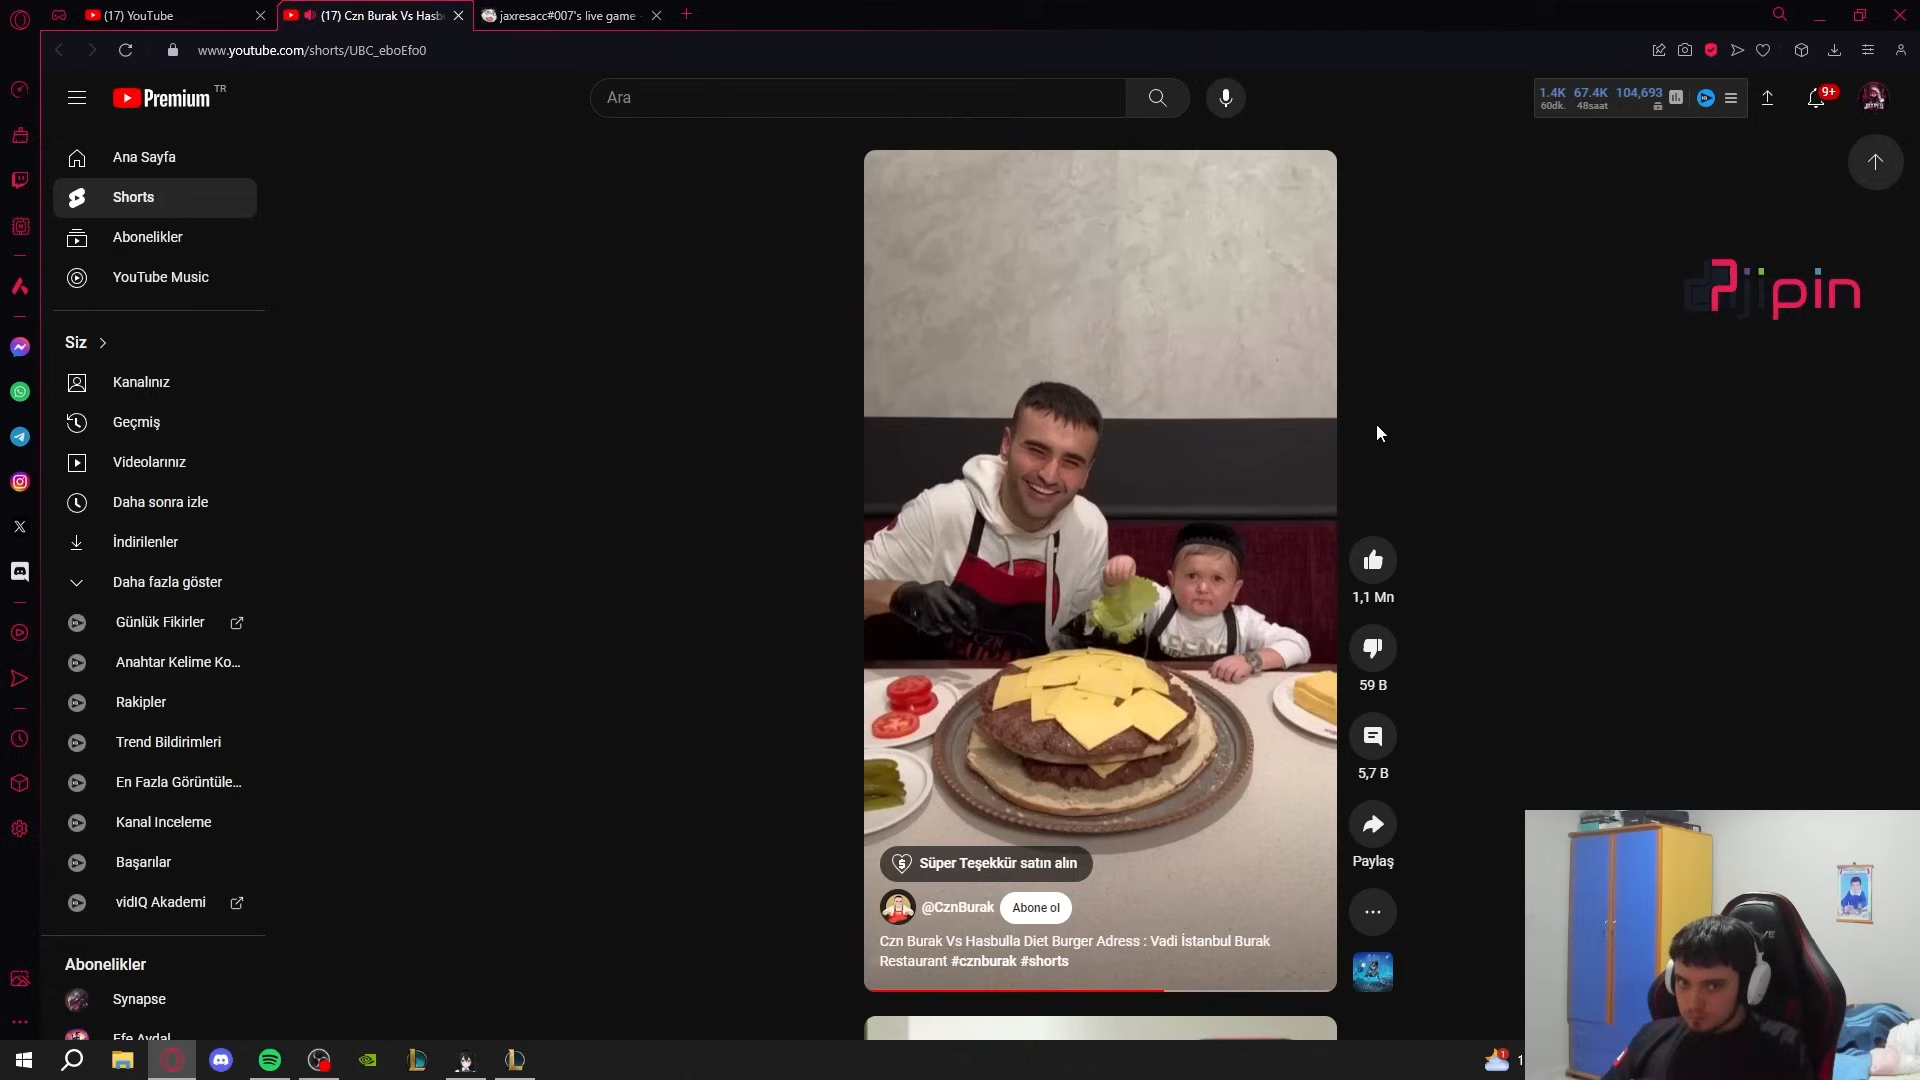 (17) YouTube
(17) Czn Burak Vs Hasb
jaxresacc#007's live game
www.youtube.com/shorts/UBC_eboEfo0
Premium TR
Ara
1.4K 67.4K 104,693
60dk. 48saat
9+
Ana Sayfa
Shorts
Abonelikler
YouTube Music
Siz
Kanalınız
Geçmiş
Videolarınız
Daha sonra izle
İndirilenler
Daha fazla göster
Günlük Fikirler
Anahtar Kelime Ko...
Rakipler
Trend Bildirimleri
En Fazla Görüntüle...
Kanal Inceleme
Başarılar
vidIQ Akademi
Abonelikler
Synapse
Efe Aydal
pin
1,1 Mn
59 B
5,7 B
Paylaş
Süper Teşekkür satın alın
@CznBurak
Abone ol
Czn Burak Vs Hasbulla Diet Burger Adress : Vadi İstanbul Burak
Restaurant #cznburak #shorts
1
1